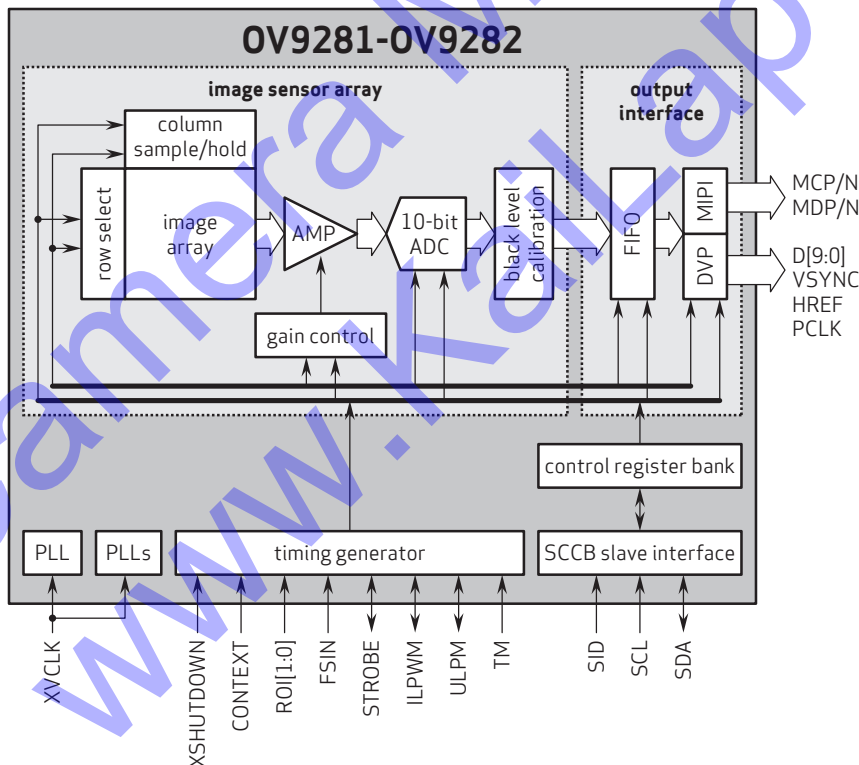 OV9281-OV9282
image sensor array
output
interface
column
sample/hold
row select
image
array
AMP
10-bit
ADC
black level
calibration
FIFO
MIPI
DVP
MCP/N
MDP/N
D[9:0]
VSYNC
HREF
PCLK
gain control
control register bank
PLL
PLLs
timing generator
SCCB slave interface
XVCLK
XSHUTDOWN
CONTEXT
ROI[1:0]
FSIN
STROBE
ILPWM
ULPM
TM
SID
SCL
SDA
amera M
www.KaiLap